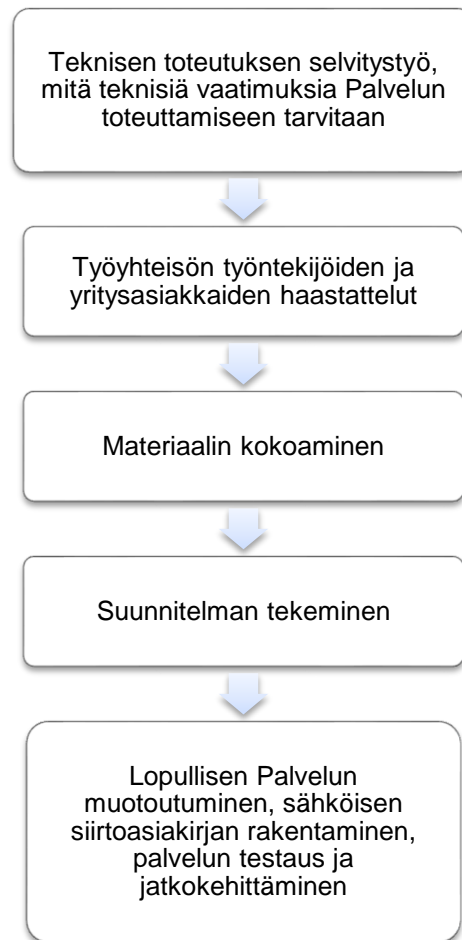 Teknisen toteutuksen selvitystyö,
mitä teknisiä vaatimuksia Palvelun
toteuttamiseen tarvitaan
Työyhteisön työntekijöiden ja
yritysasiakkaiden haastattelut
Materiaalin kokoaminen
Suunnitelman tekeminen
Lopullisen Palvelun
muotoutuminen, sähköisen
siirtoasiakirjan rakentaminen,
palvelun testaus ja
jatkokehittäminen